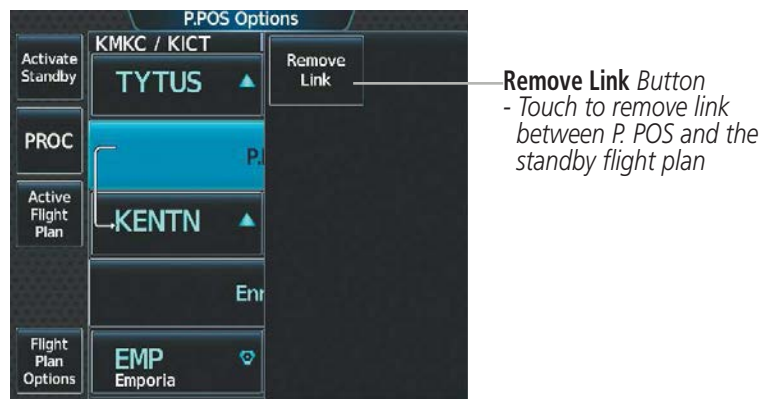 P.POS Options
Activate
Standby
KMKC / KICT
TYTUS
Remove
Link
PROC
P.
Active
Flight
Plan
KENTN
Enr
Flight
Plan
Options
EMP
Emporia
Remove Link Button
- Touch to remove link
between P. POS and the
standby flight plan